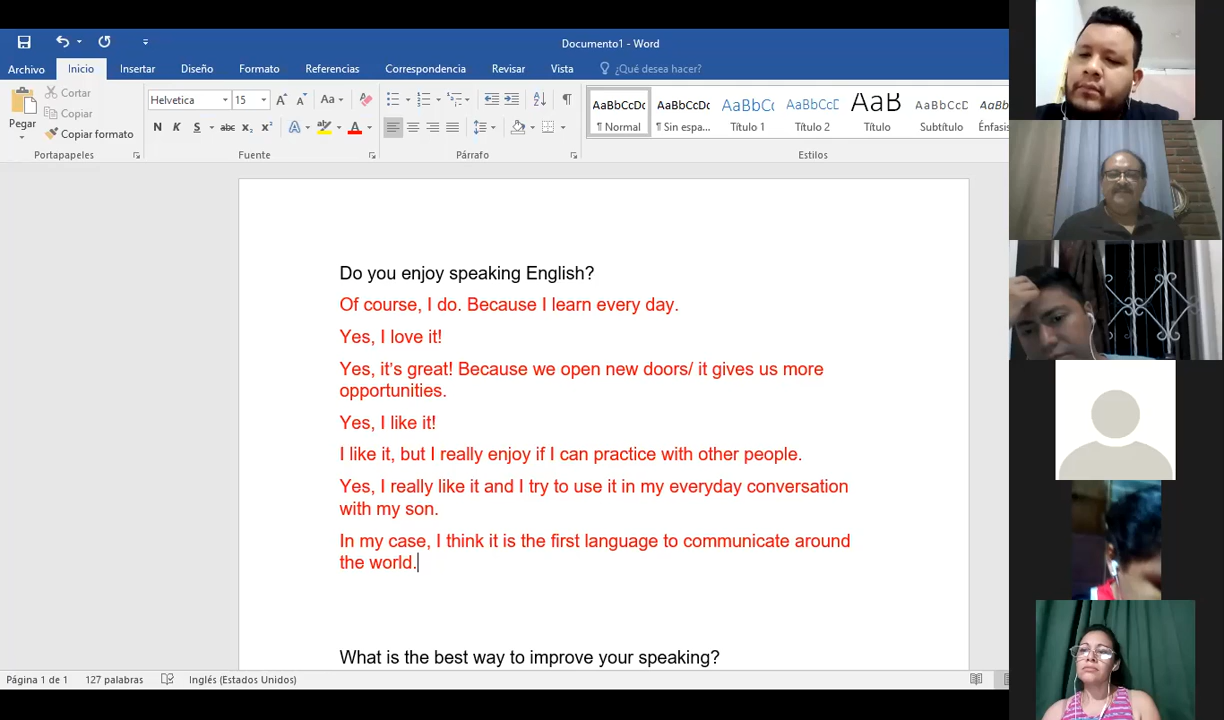 Documento1 - Word
Archivo Inicio Insertar Diseño Formato Referencias Correspondencia Revisar Vista ¿Qué desea hacer?
Pegar
Cortar
Copiar
Copiar formato
Portapapeles
Helvetica 15 Aa
N K S abc x₂ x² A A
Fuente
Párrafo
AaBbCcDc AaBbCcDc AaBbCc AaBbCcD AaB AaBbCcD AaBb
¶ Normal ¶ Sin espa... Título 1 Título 2 Título Subtítulo Énfasis
Estilos
Do you enjoy speaking English?
Of course, I do. Because I learn every day.
Yes, I love it!
Yes, it's great! Because we open new doors/ it gives us more
opportunities.
Yes, I like it!
I like it, but I really enjoy if I can practice with other people.
Yes, I really like it and I try to use it in my everyday conversation
with my son.
In my case, I think it is the first language to communicate around
the world.
What is the best way to improve your speaking?
Página 1 de 1 127 palabras Inglés (Estados Unidos)